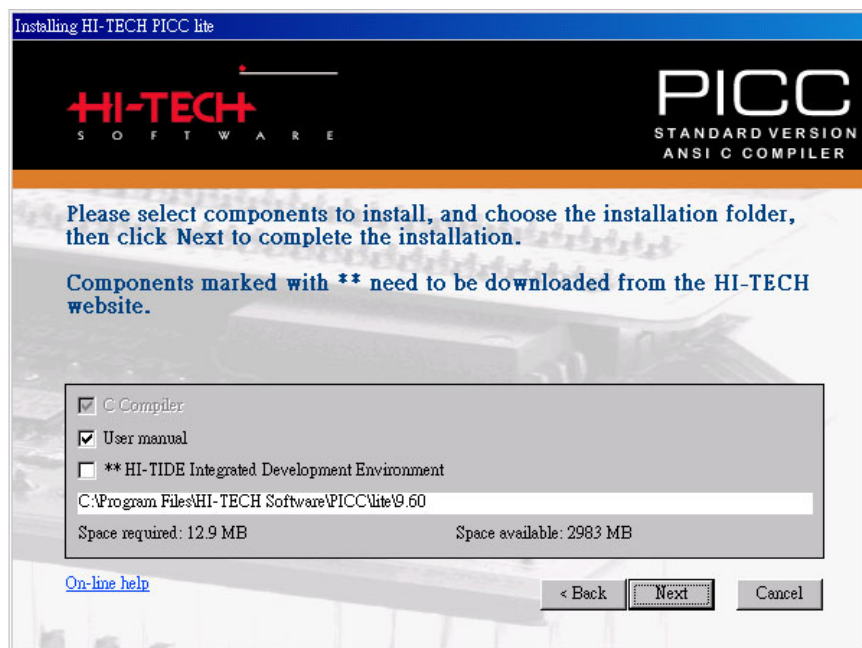 Installing HI-TECH PICC lite
HI-TECH
SOFTWARE
PICC
STANDARD VERSION
ANSI C COMPILER
Please select components to install, and choose the installation folder,
then click Next to complete the installation.
Components marked with ** need to be downloaded from the HI-TECH
website.
C Compiler
User manual
** HI-TIDE Integrated Development Environment
C:\Program Files\HI-TECH Software\PICC\lite\9.60
Space required: 12.9 MB Space available: 2983 MB
On-line help < Back Next Cancel